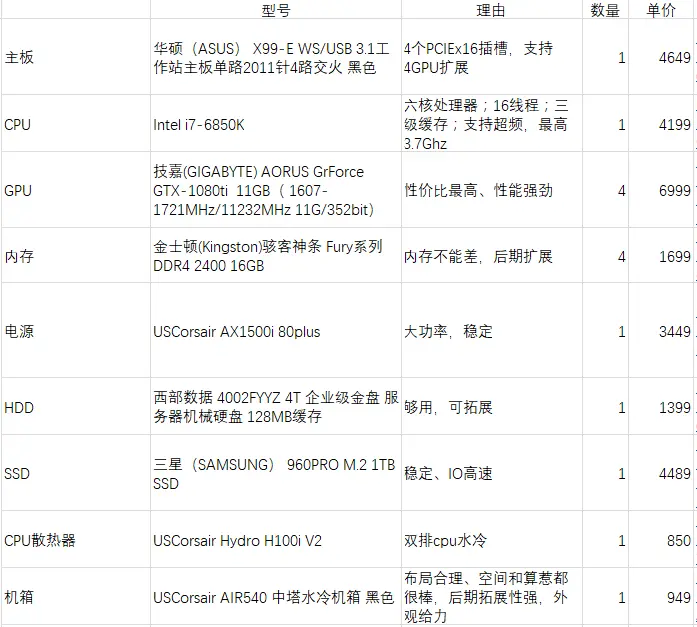 型号 理由 数量 单价
主板 华硕（ASUS） X99-E WS/USB 3.1工作站主板单路2011针4路交火 黑色 4个PCIEx16插槽，支持4GPU扩展 1 4649
CPU Intel i7-6850K 六核处理器；16线程；三级缓存；支持超频，最高3.7Ghz 1 4199
GPU 技嘉(GIGABYTE) AORUS GrForce GTX-1080ti 11GB（ 1607-1721MHz/11232MHz 11G/352bit） 性价比最高、性能强劲 4 6999
内存 金士顿(Kingston)骇客神条 Fury系列 DDR4 2400 16GB 内存不能差，后期扩展 4 1699
电源 USCorsair AX1500i 80plus 大功率，稳定 1 3449
HDD 西部数据 4002FYYZ 4T 企业级金盘 服务器机械硬盘 128MB缓存 够用，可拓展 1 1399
SSD 三星（SAMSUNG） 960PRO M.2 1TB SSD 稳定、IO高速 1 4489
CPU散热器 USCorsair Hydro H100i V2 双排cpu水冷 1 850
机箱 USCorsair AIR540 中塔水冷机箱 黑色 布局合理、空间和算惹都很棒，后期拓展性强，外观给力 1 949